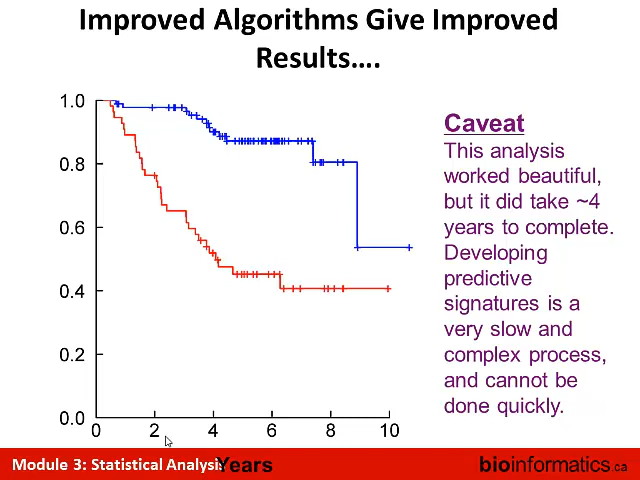 Improved Algorithms Give Improved
Results….
1.0
0.8
0.6
0.4
0.2
0.0
0 2 4 6 8 10
Years
Caveat
This analysis
worked beautiful,
but it did take ~4
years to complete.
Developing
predictive
signatures is a
very slow and
complex process,
and cannot be
done quickly.
Module 3: Statistical Analysis
bioinformatics.ca